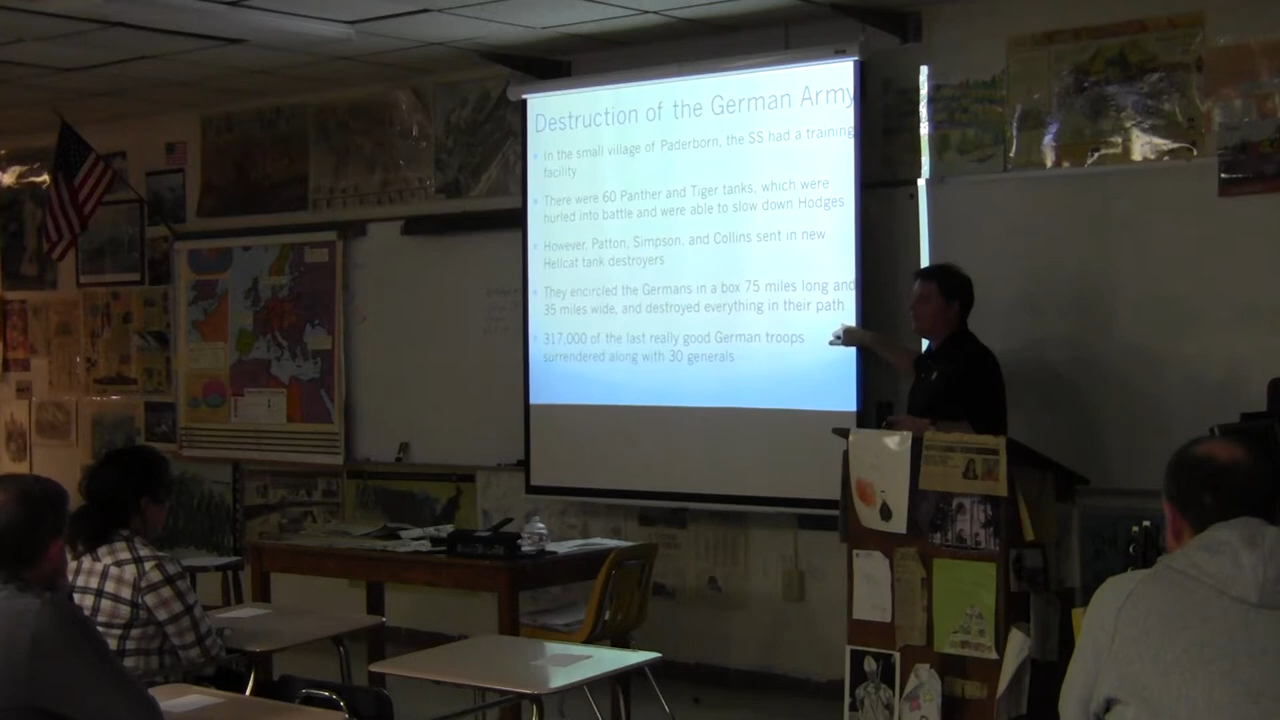 Destruction of the German Army
In the small village of Paderborn, the SS had a training
facility
There were 60 Panther and Tiger tanks, which were
hurled into battle and were able to slow down Hodges
However, Patton, Simpson, and Collins sent in new
Hellcat tank destroyers
They encircled the Germans in a box 75 miles long and
35 miles wide, and destroyed everything in their path
317,000 of the last really good German troops
surrendered along with 30 generals